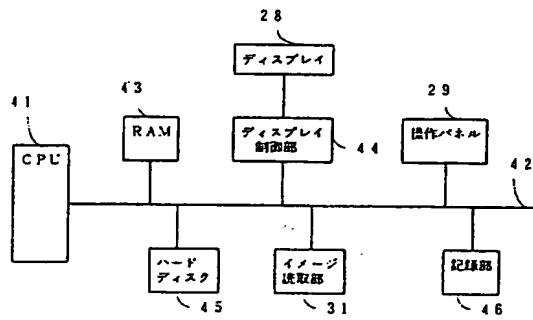 28
ディスプレイ
41
43
29
RAM
ディスプレイ
制御部
操作パネル
CPU
44
42
ハード
ディスク
イメージ
読取部
記録部
45
31
46